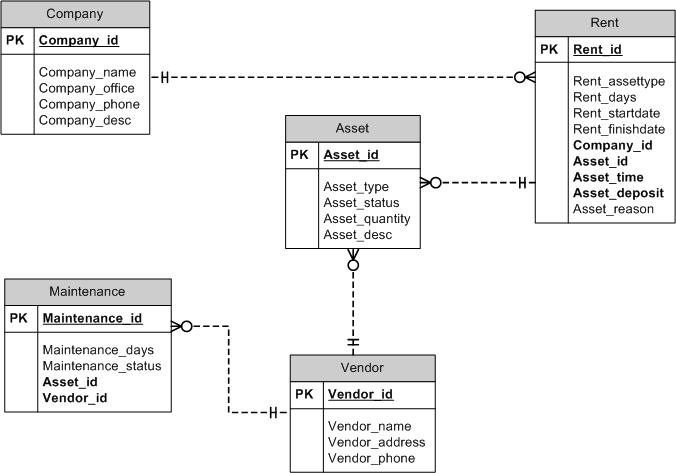 Company
PK Company_id
Company_name
Company_office
Company_phone
Company_desc
Rent
PK Rent_id
Rent_assettype
Rent_days
Rent_startdate
Rent_finishdate
Company_id
Asset_id
Asset_time
Asset_deposit
Asset_reason
Asset
PK Asset_id
Asset_type
Asset_status
Asset_quantity
Asset_desc
Maintenance
PK Maintenance_id
Maintenance_days
Maintenance_status
Asset_id
Vendor_id
Vendor
PK Vendor_id
Vendor_name
Vendor_address
Vendor_phone